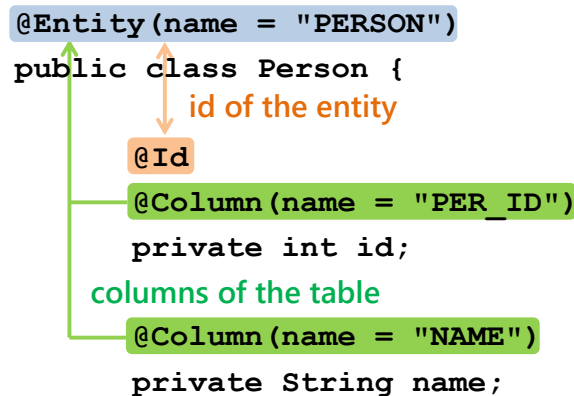 @Entity(name = "PERSON")
public class Person {
id of the entity
@Id
@Column(name = "PER_ID")
private int id;
columns of the table
@Column(name = "NAME")
private String name;